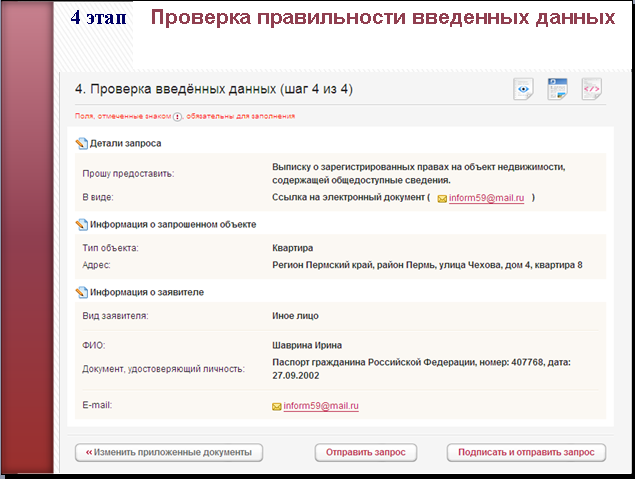 4 этап Проверка правильности введенных данных
4. Проверка введённых данных (шаг 4 из 4)
Поля, отмеченные знаком (!), обязательны для заполнения
Детали запроса
Прошу предоставить: Выписку о зарегистрированных правах на объект недвижимости,
содержащей общедоступные сведения.
В виде: Ссылка на электронный документ ( inform59@mail.ru )
Информация о запрошенном объекте
Тип объекта: Квартира
Адрес: Регион Пермский край, район Пермь, улица Чехова, дом 4, квартира 8
Информация о заявителе
Вид заявителя: Иное лицо
ФИО: Шаврина Ирина
Документ, удостоверяющий личность: Паспорт гражданина Российской Федерации, номер: 407768, дата:
27.09.2002
E-mail: inform59@mail.ru
« Изменить приложенные документы Отправить запрос Подписать и отправить запрос